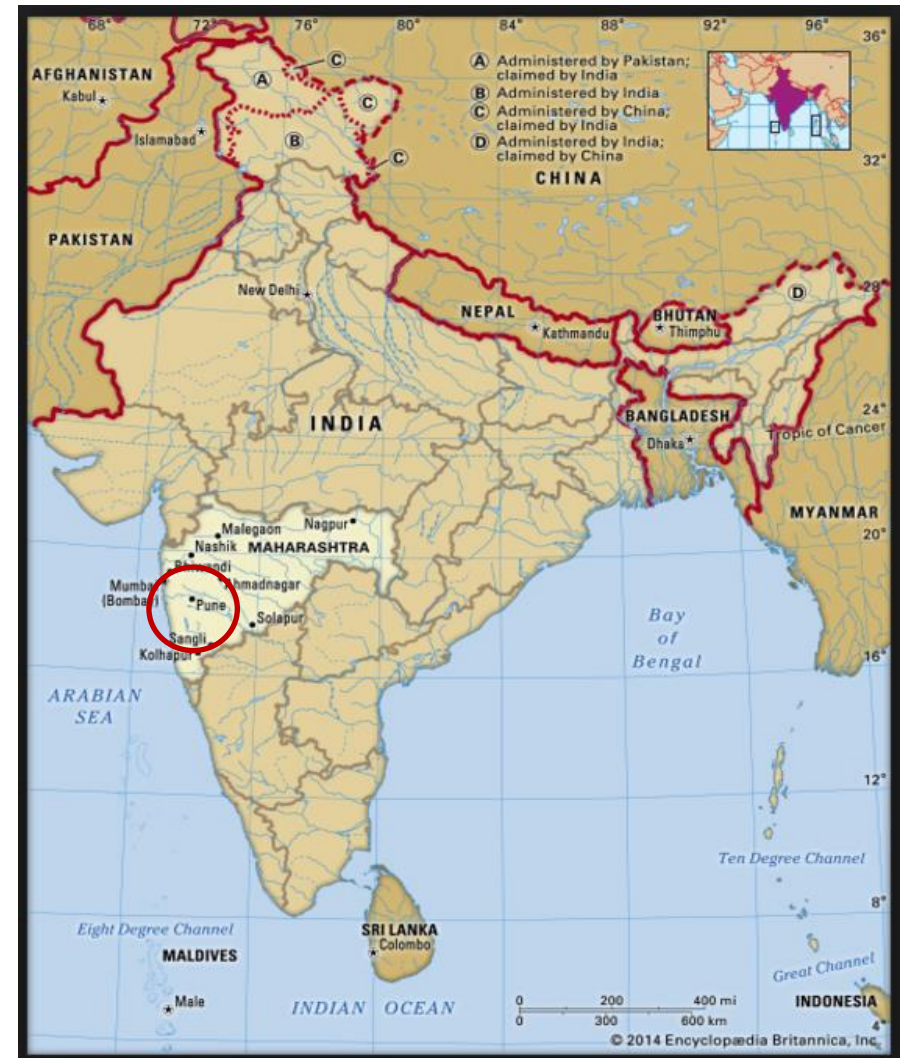 68° 72° 76° 80° 84° 88° 92° 96°
36°
AFGHANISTAN
Kabul
Islamabad
A
C
C
B
C
A Administered by Pakistan;
claimed by India
B Administered by India
C Administered by China;
claimed by India
D Administered by India;
claimed by China
32°
CHINA
PAKISTAN
New Delhi
NEPAL
Kathmandu
BHUTAN
Thimphu
D
28°
INDIA
BANGLADESH
Dhaka
24°
Tropic of Cancer
MYANMAR
20°
Malegaon
Nagpur
Nashik
MAHARASHTRA
Bhiwandi
Mumbai
(Bombay)
Ahmadnagar
Pune
Solapur
Sangli
Kolhapur
Bay
of
Bengal
16°
ARABIAN
SEA
12°
Ten Degree Channel
8°
Eight Degree Channel
SRI LANKA
Colombo
MALDIVES
Great Channel
Male
INDIAN OCEAN
0 200 400 mi
0 300 600 km
INDONESIA
4°
© 2014 Encyclopædia Britannica, Inc.